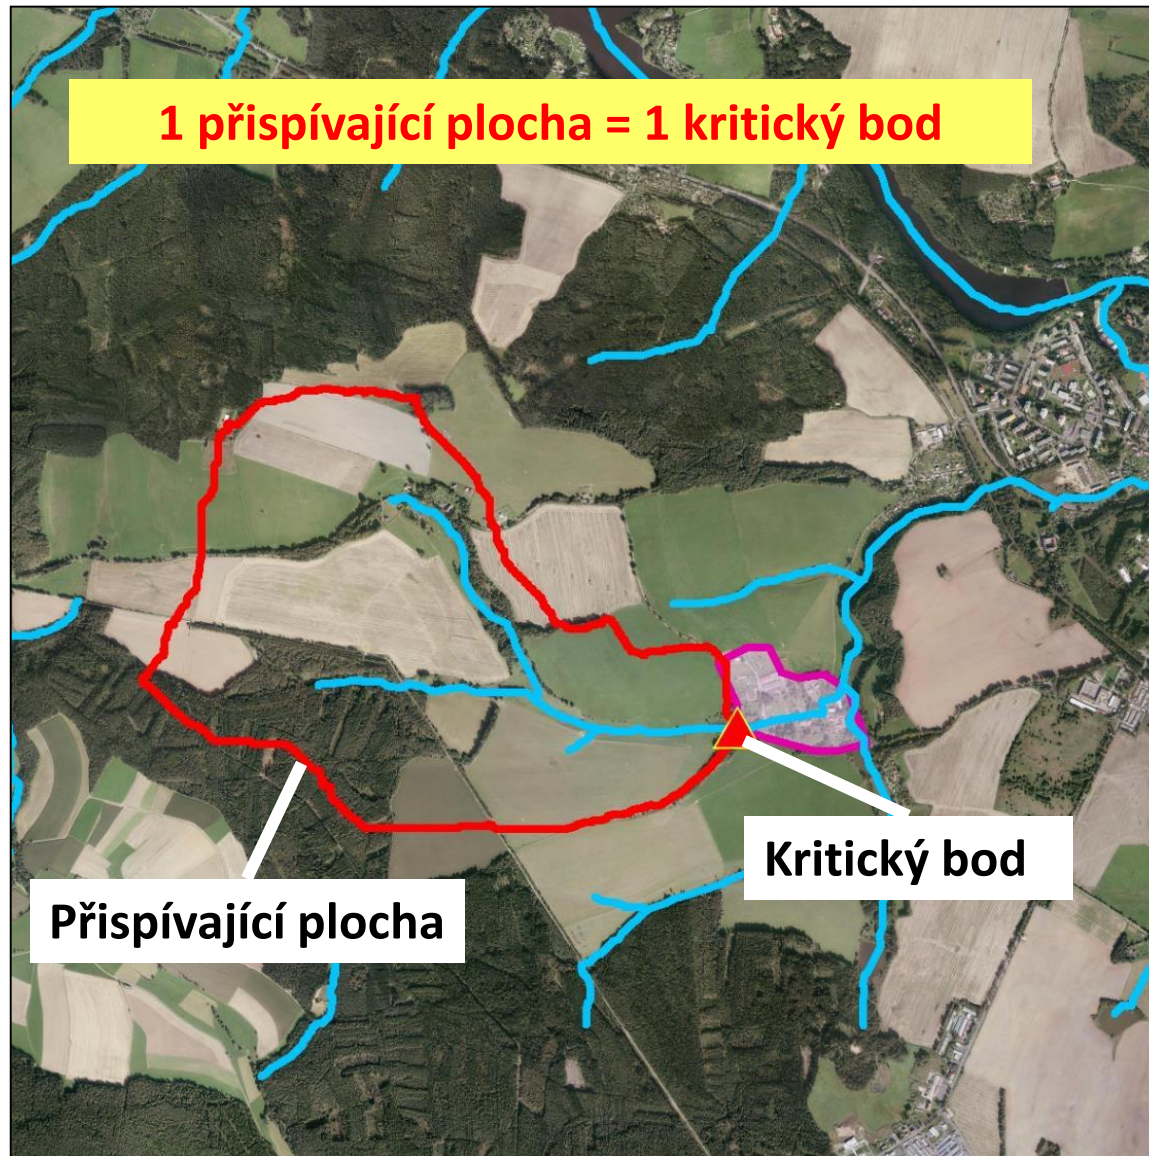 1 přispívající plocha = 1 kritický bod
Kritický bod
Přispívající plocha